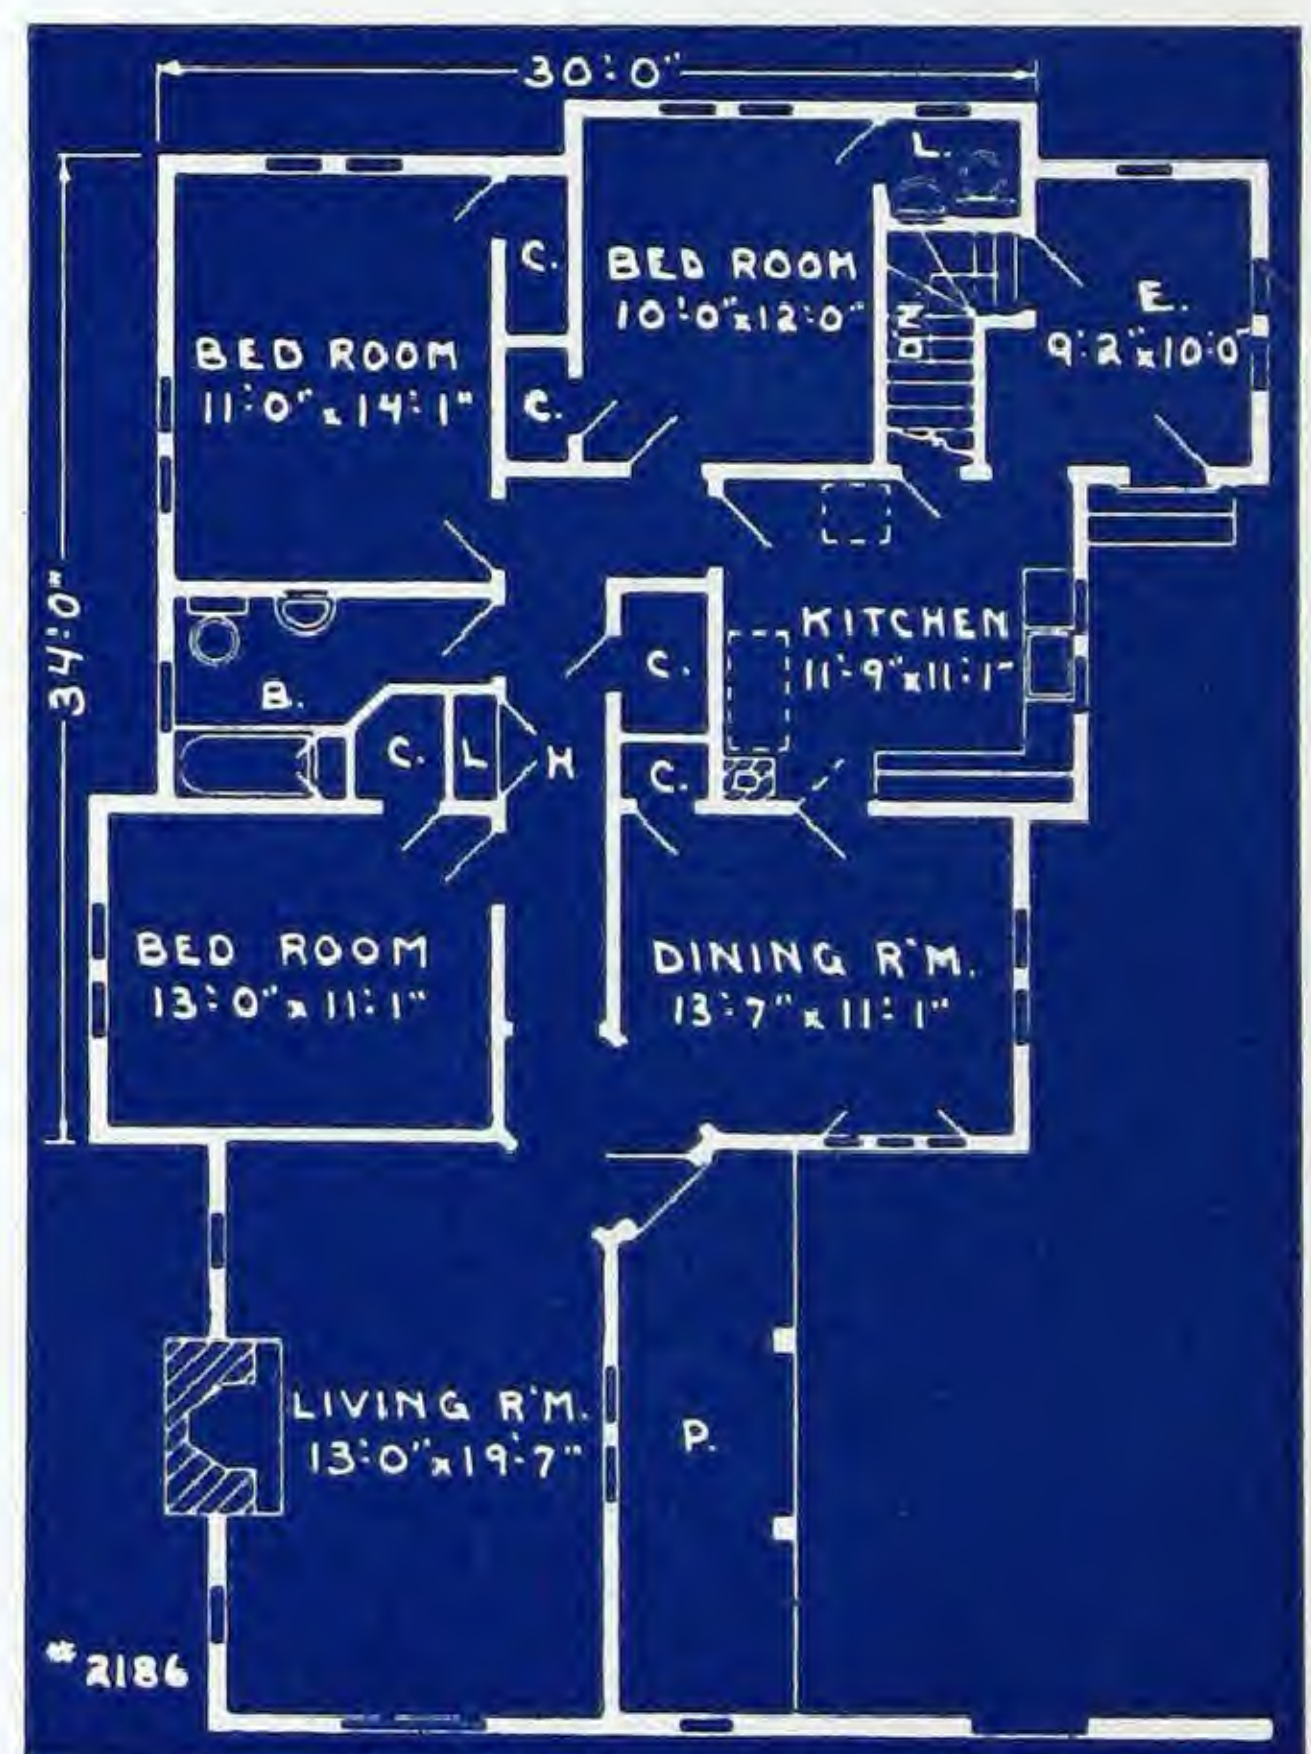 30'-0"
L.
C.
BED ROOM
10'-0" x 12'-0"
E.
9'-2" x 10'-0"
DN.
BED ROOM
11'-0" x 14'-1"
C.
34'-0"
KITCHEN
11'-9" x 11'-1"
C.
B.
C.
L
H
C.
BED ROOM
13'-0" x 11'-1"
DINING R'M.
13'-7" x 11'-1"
LIVING R'M.
13'-0" x 19'-7"
P.
#2186